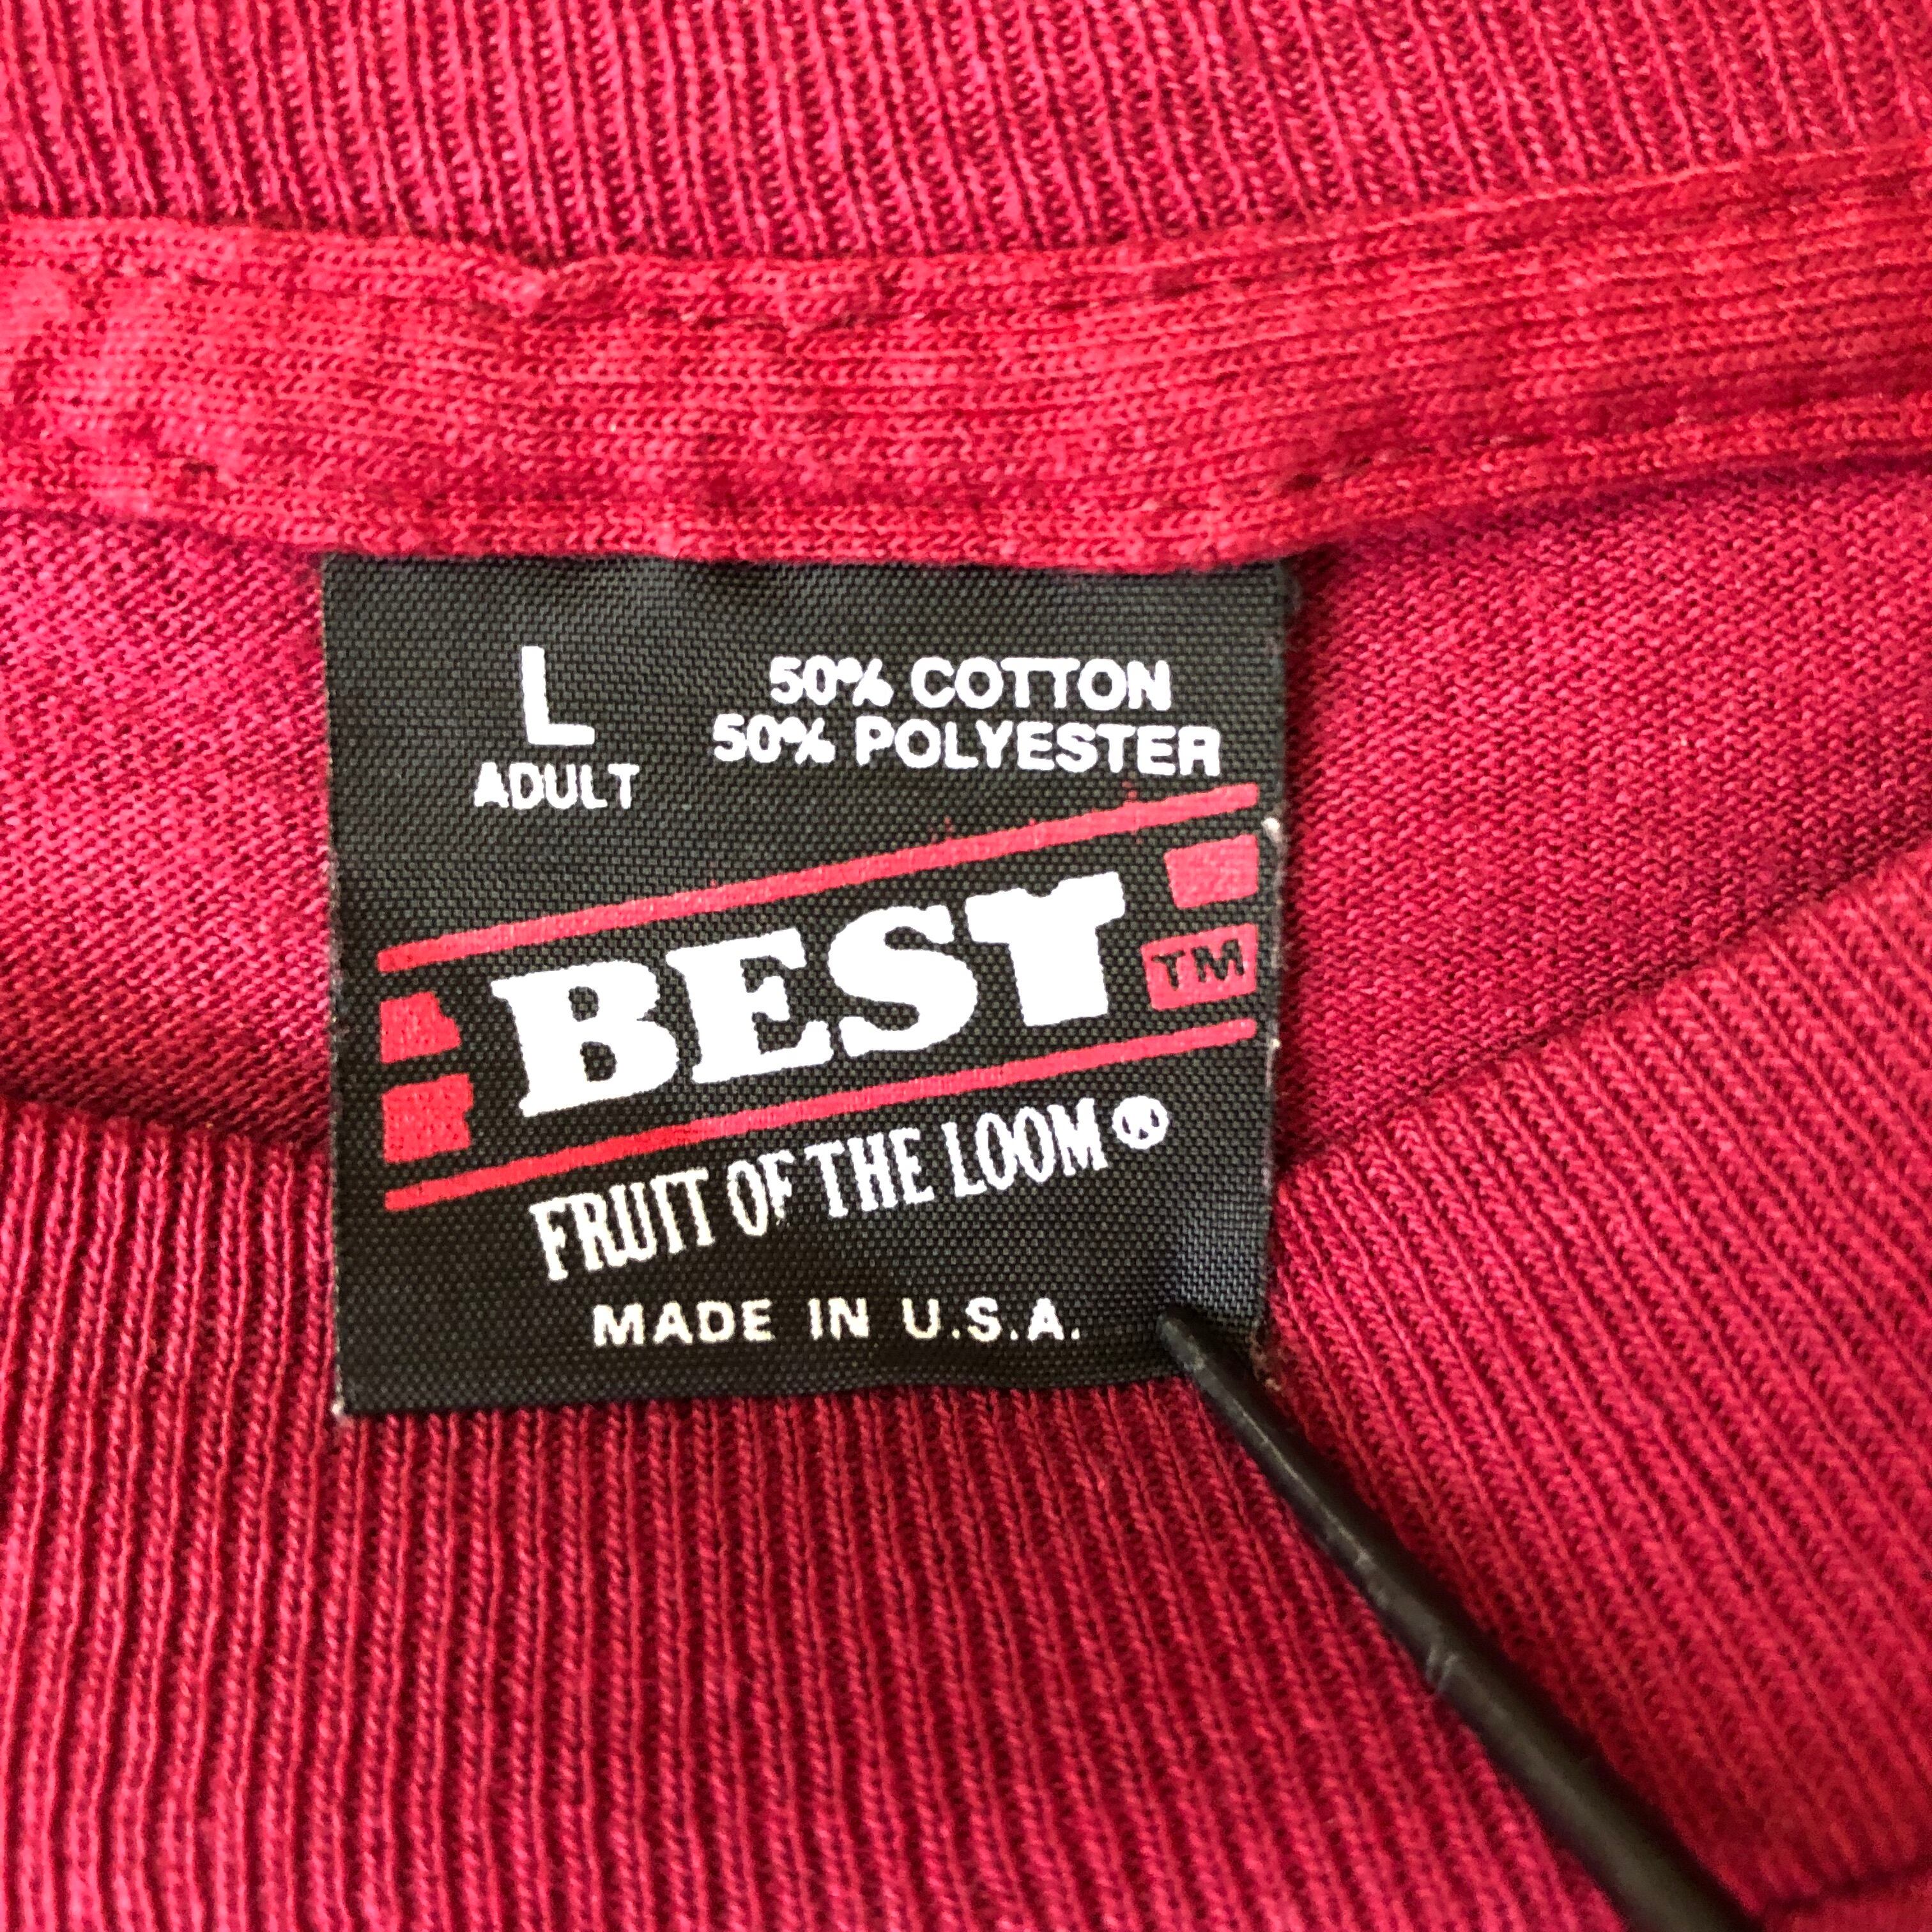 L
ADULT
50% COTTON
50% POLYESTER
BEST
TM
FRUIT OF THE LOOM®
MADE IN U.S.A.